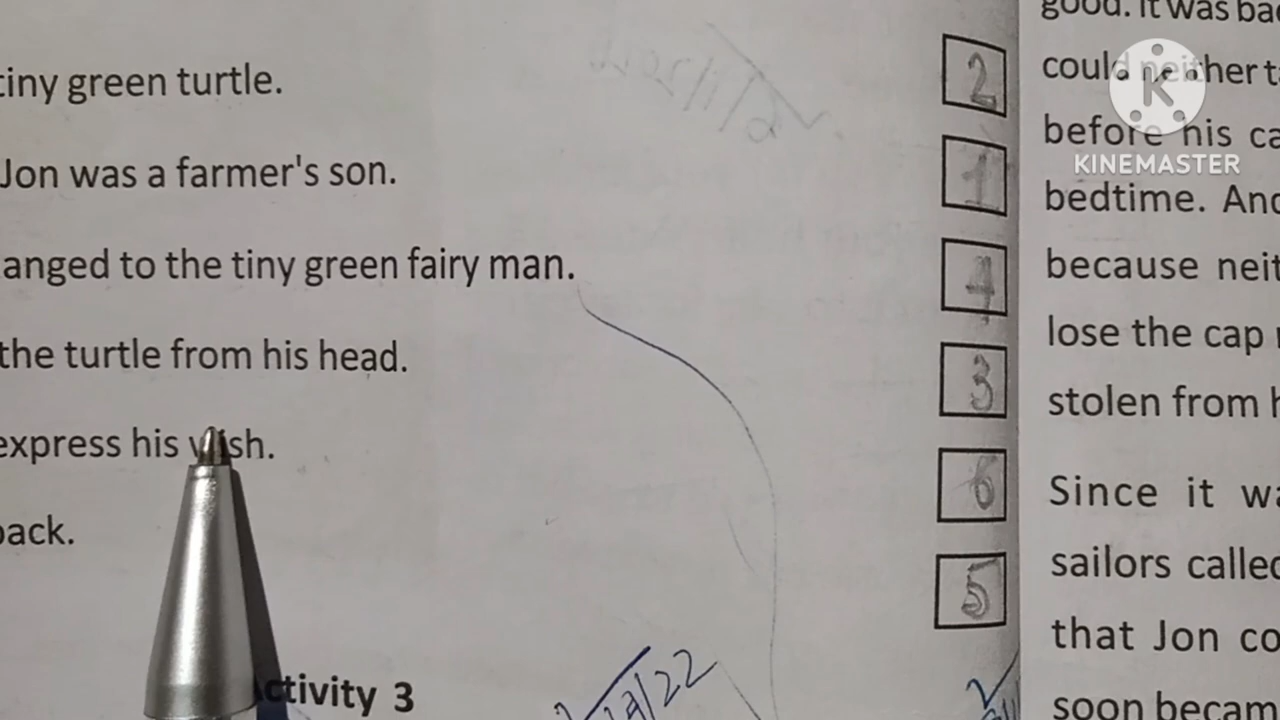 tiny green turtle.
Jon was a farmer's son.
anged to the tiny green fairy man.
the turtle from his head.
express his wish.
back.
Activity 3
2
1
4
3
6
5
good. It was bad
could neither t
before his ca
bedtime. And
because neit
lose the cap
stolen from h
Since it wa
sailors called
that Jon co
soon becam
K
KINEMASTER